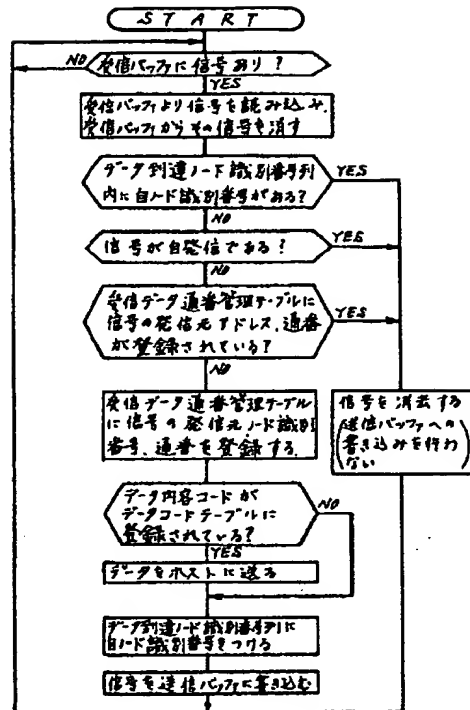 START
NO
受信バッファに信号あり?
YES
受信バッファより信号を読み込み、
受信バッファからその信号を消す
データ到達ノード識別番号列
内に自ノード識別番号がある?
YES
NO
信号が自発信である?
YES
NO
受信データ通番管理テーブルに
信号の発信元アドレス、通番
が登録されている?
YES
NO
受信データ通番管理テーブル
に信号の発信元ノード識別
番号、通番を登録する
信号を消去する
(送信バッファへの
書き込みを行わ
ない)
データ内容コードが
データコードテーブルに
登録されている?
NO
YES
データをホストに送る
データ到達ノード識別番号列に
自ノード識別番号をつける
信号を送信バッファに書き込む